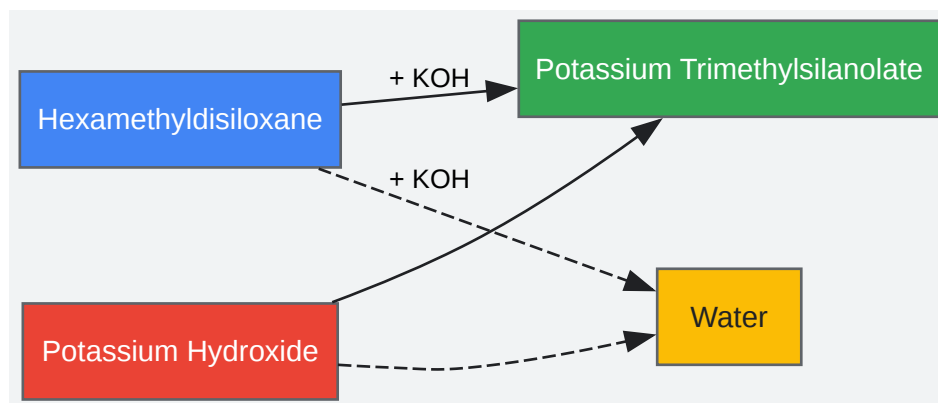 Hexamethyldisiloxane
+ KOH
Potassium Trimethylsilanolate
+ KOH
Potassium Hydroxide
Water